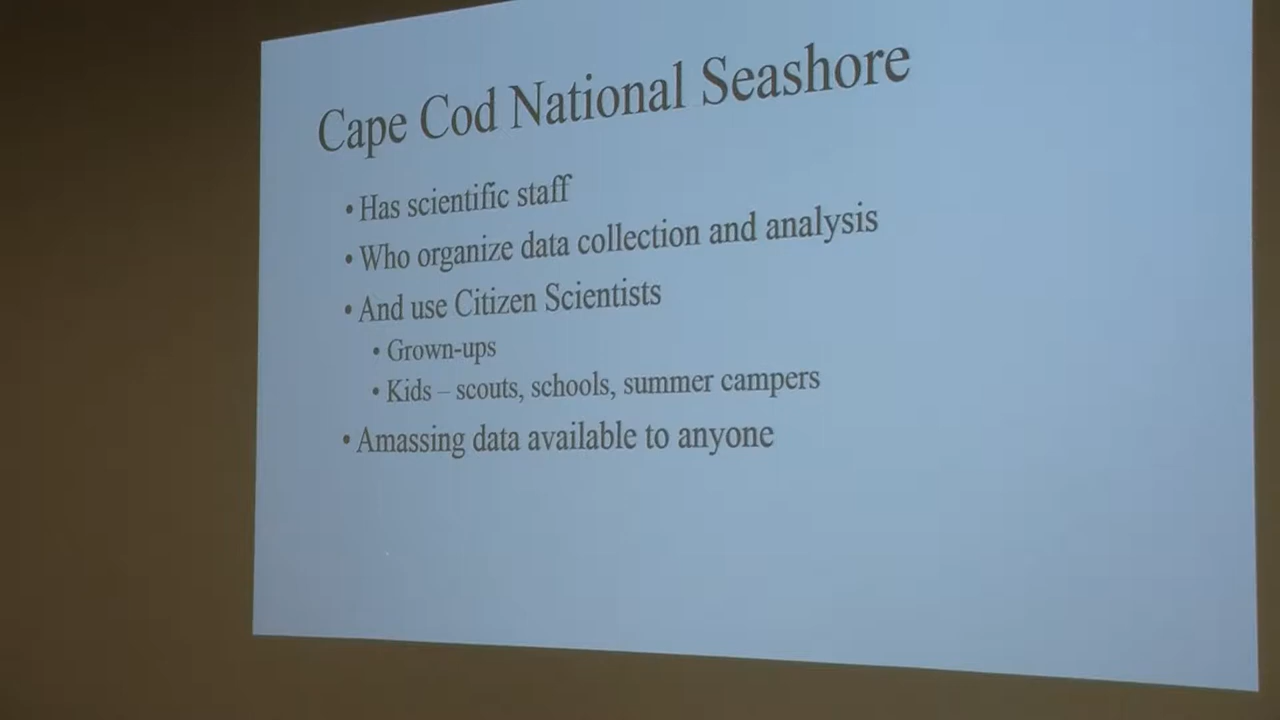 Cape Cod National Seashore
• Has scientific staff
• Who organize data collection and analysis
• And use Citizen Scientists
• Grown-ups
• Kids – scouts, schools, summer campers
• Amassing data available to anyone